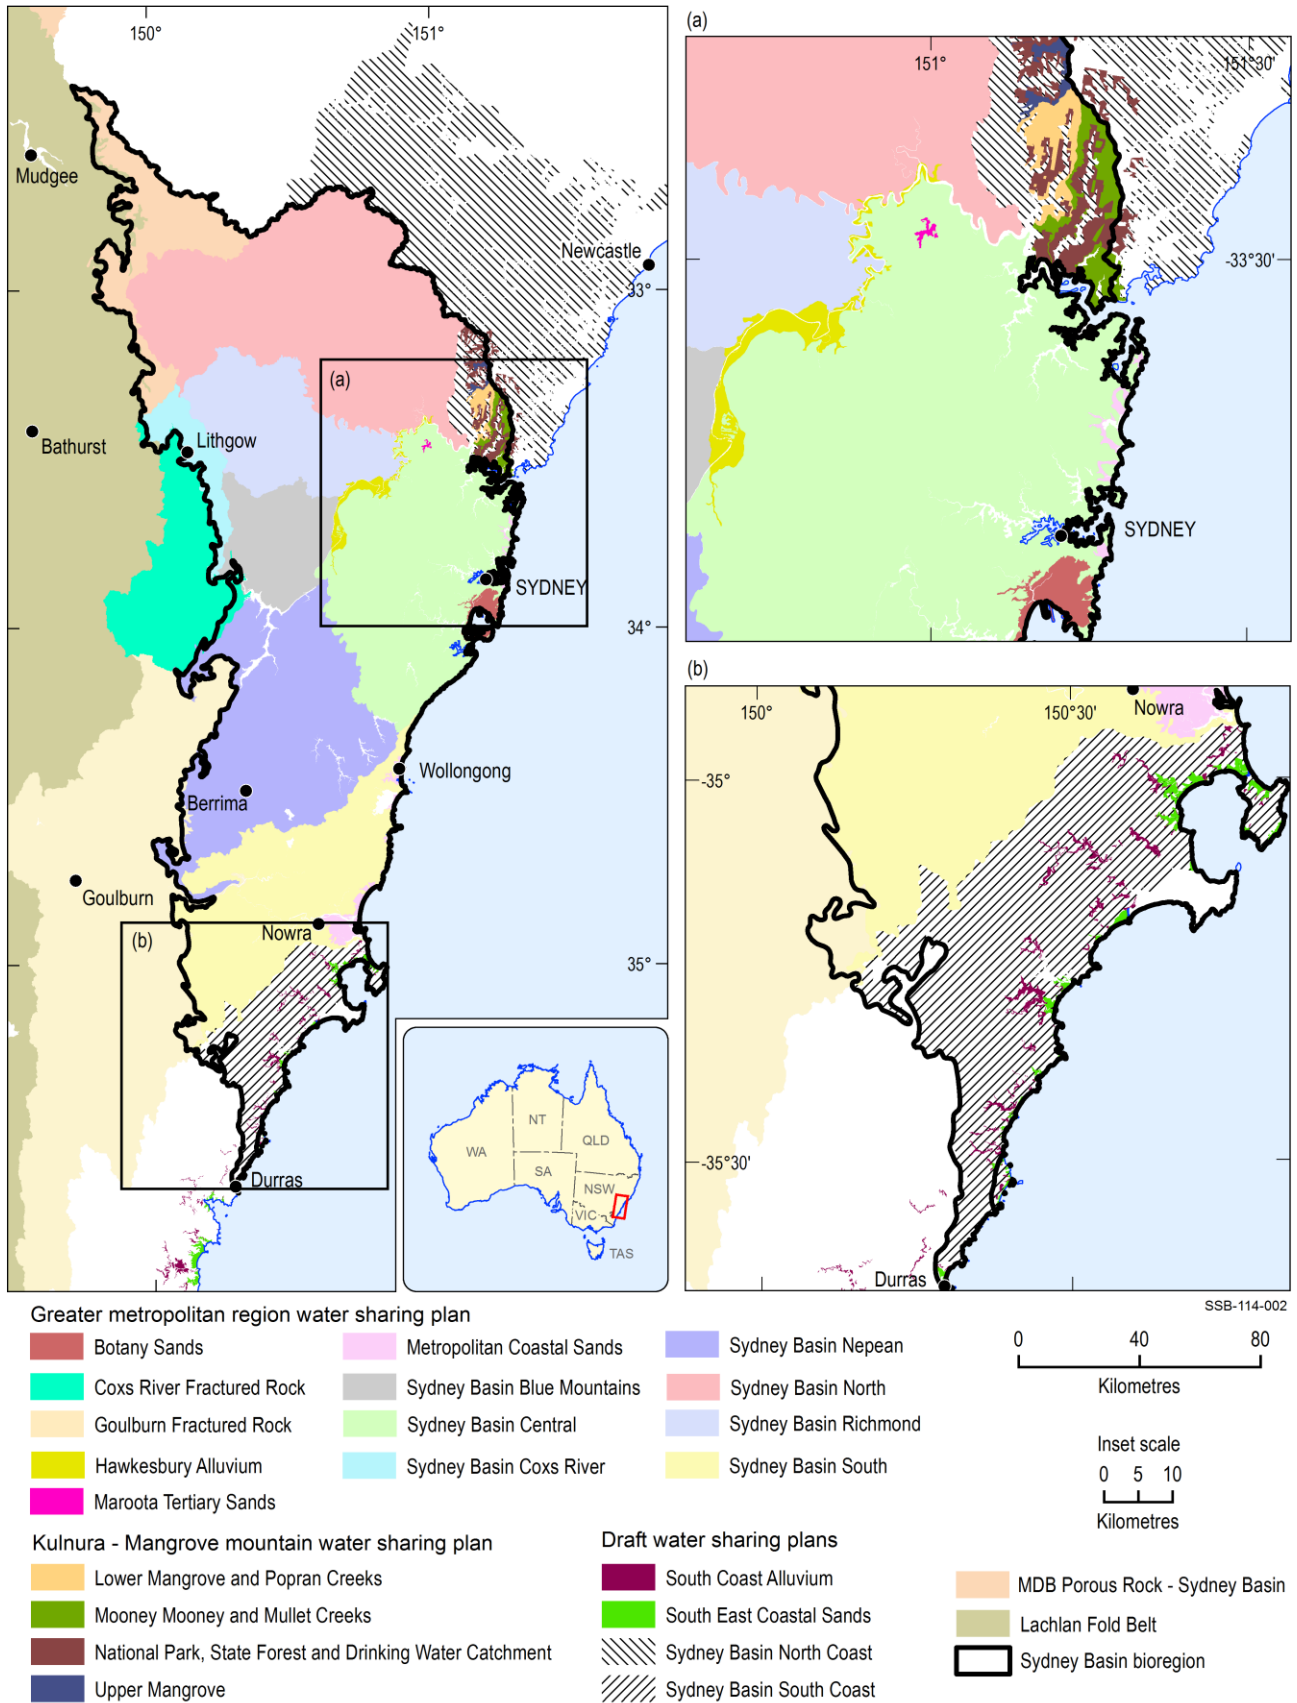 150°
151°
Mudgee
Newcastle
33°
(a)
Bathurst
Lithgow
SYDNEY
34°
Wollongong
Berrima
Goulburn
Nowra
(b)
35°
Durras
WA
NT
QLD
SA
NSW
VIC
TAS
(a)
151°
151°30'
-33°30'
SYDNEY
(b)
150°
150°30'
Nowra
-35°
-35°30'
Durras
SSB-114-002
Greater metropolitan region water sharing plan
Botany Sands
Coxs River Fractured Rock
Goulburn Fractured Rock
Hawkesbury Alluvium
Maroota Tertiary Sands
Metropolitan Coastal Sands
Sydney Basin Blue Mountains
Sydney Basin Central
Sydney Basin Coxs River
Sydney Basin Nepean
Sydney Basin North
Sydney Basin Richmond
Sydney Basin South
0 40 80
Kilometres
Inset scale
0 5 10
Kilometres
Kulnura - Mangrove mountain water sharing plan
Lower Mangrove and Popran Creeks
Mooney Mooney and Mullet Creeks
National Park, State Forest and Drinking Water Catchment
Upper Mangrove
Draft water sharing plans
South Coast Alluvium
South East Coastal Sands
Sydney Basin North Coast
Sydney Basin South Coast
MDB Porous Rock - Sydney Basin
Lachlan Fold Belt
Sydney Basin bioregion